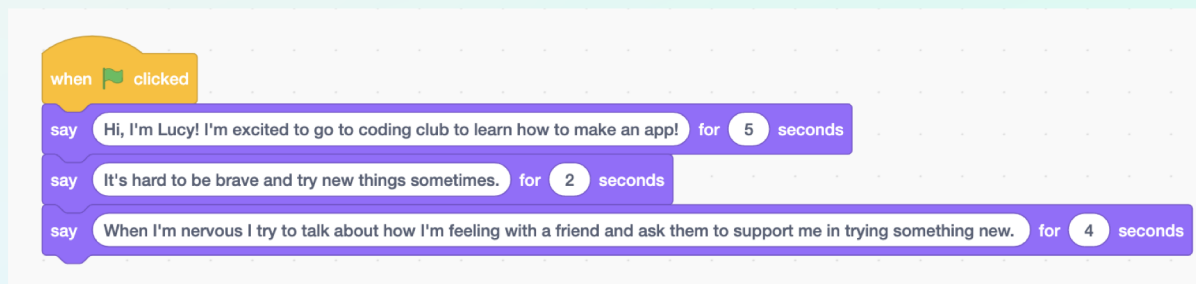 when clicked
say Hi, I'm Lucy! I'm excited to go to coding club to learn how to make an app! for 5 seconds
say It's hard to be brave and try new things sometimes. for 2 seconds
say When I'm nervous I try to talk about how I'm feeling with a friend and ask them to support me in trying something new. for 4 seconds